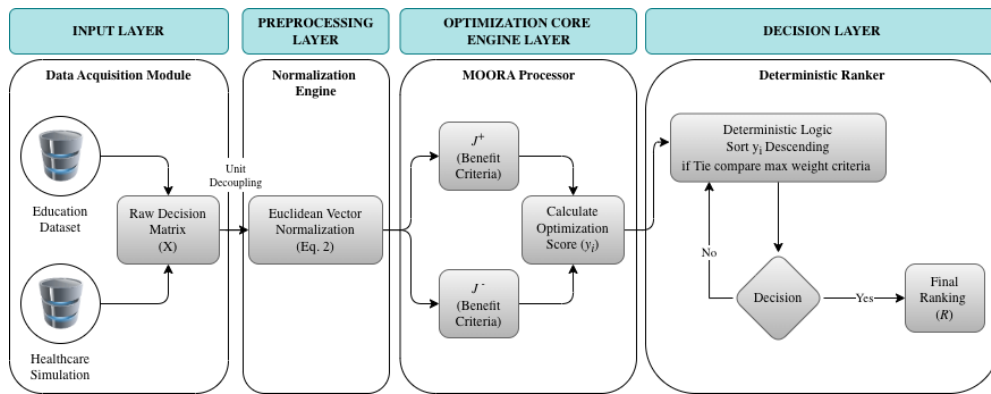 INPUT LAYER
PREPROCESSING
LAYER
OPTIMIZATION CORE
ENGINE LAYER
DECISION LAYER
Data Acquisition Module
Education
Dataset
Healthcare
Simulation
Raw Decision
Matrix
(X)
Unit
Decoupling
Normalization
Engine
Euclidean Vector
Normalization
(Eq. 2)
MOORA Processor
J⁺
(Benefit
Criteria)
J⁻
(Benefit
Criteria)
Calculate
Optimization
Score (yᵢ)
Deterministic Ranker
Deterministic Logic
Sort yᵢ Descending
if Tie compare max weight criteria
No
Decision
Yes
Final
Ranking
(R)